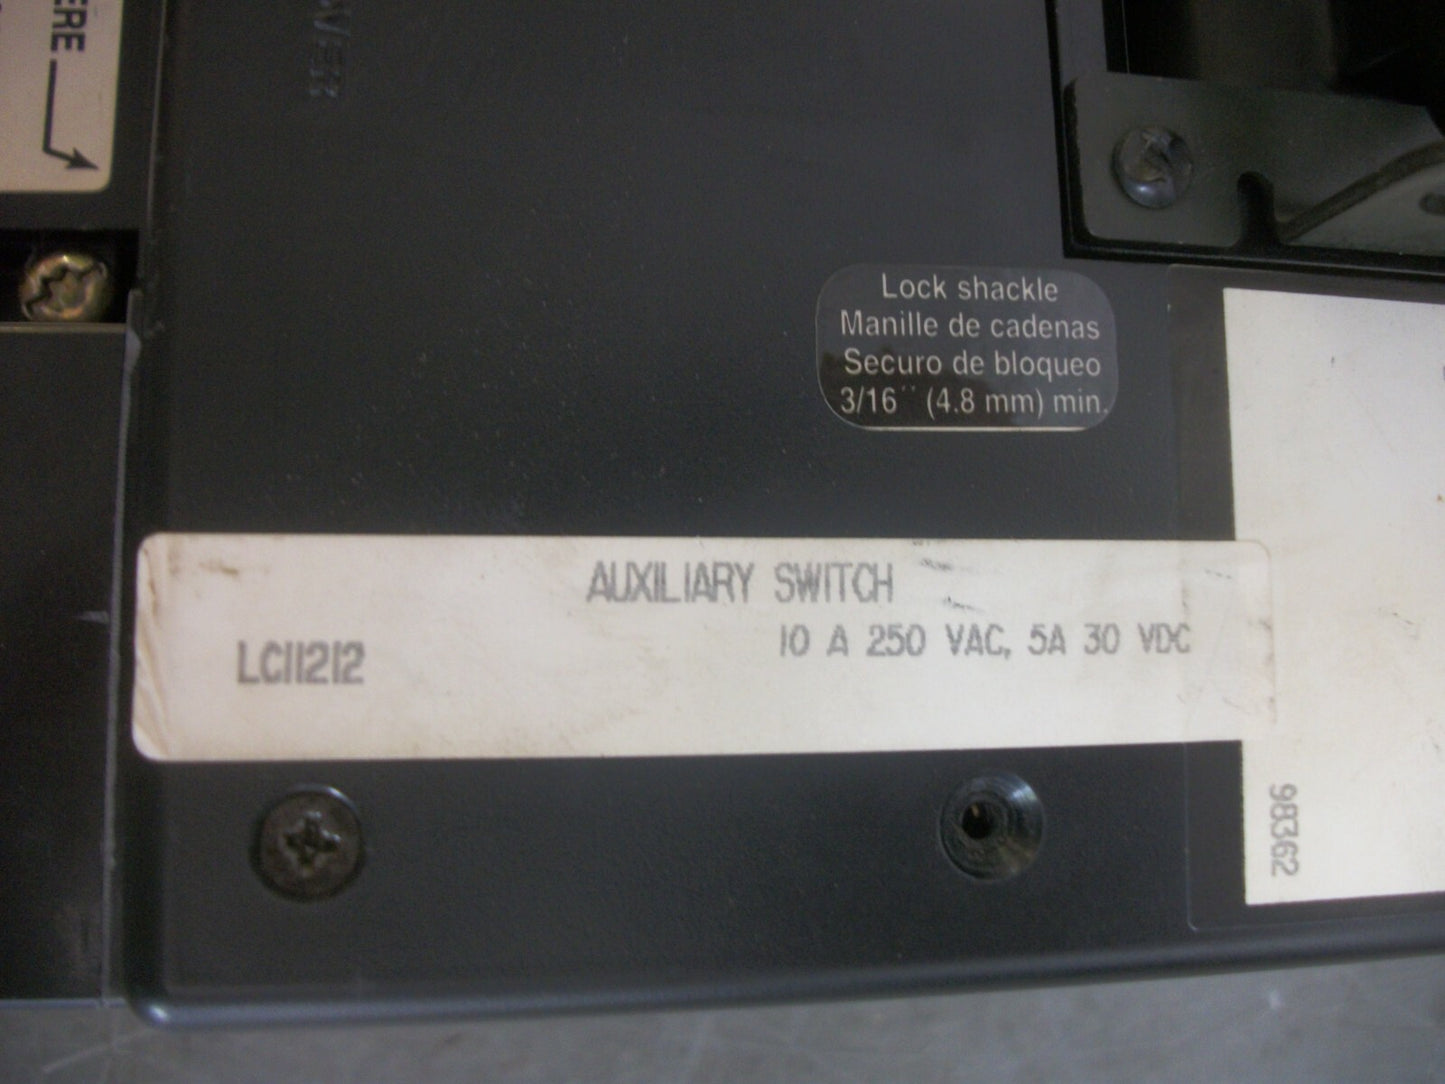 ERE
Lock shackle
Manille de cadenas
Securo de bloqueo
3/16´´ (4.8 mm) min.
AUXILIARY SWITCH
10 A 250 VAC, 5A 30 VDC
LC11212
98362